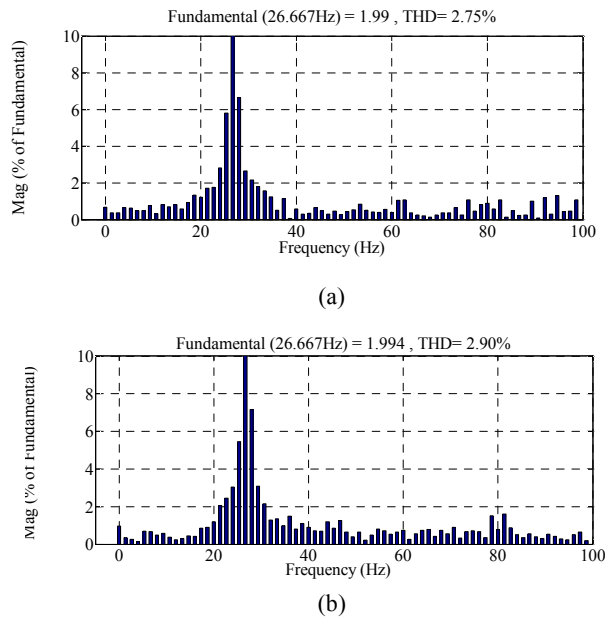 Fundamental (26.667Hz) = 1.99 , THD= 2.75%
10
8
6
4
2
0
Mag (% of Fundamental)
0 20 40 60 80 100
Frequency (Hz)
(a)
Fundamental (26.667Hz) = 1.994 , THD= 2.90%
10
8
6
4
2
0
Mag (% of Fundamental)
0 20 40 60 80 100
Frequency (Hz)
(b)